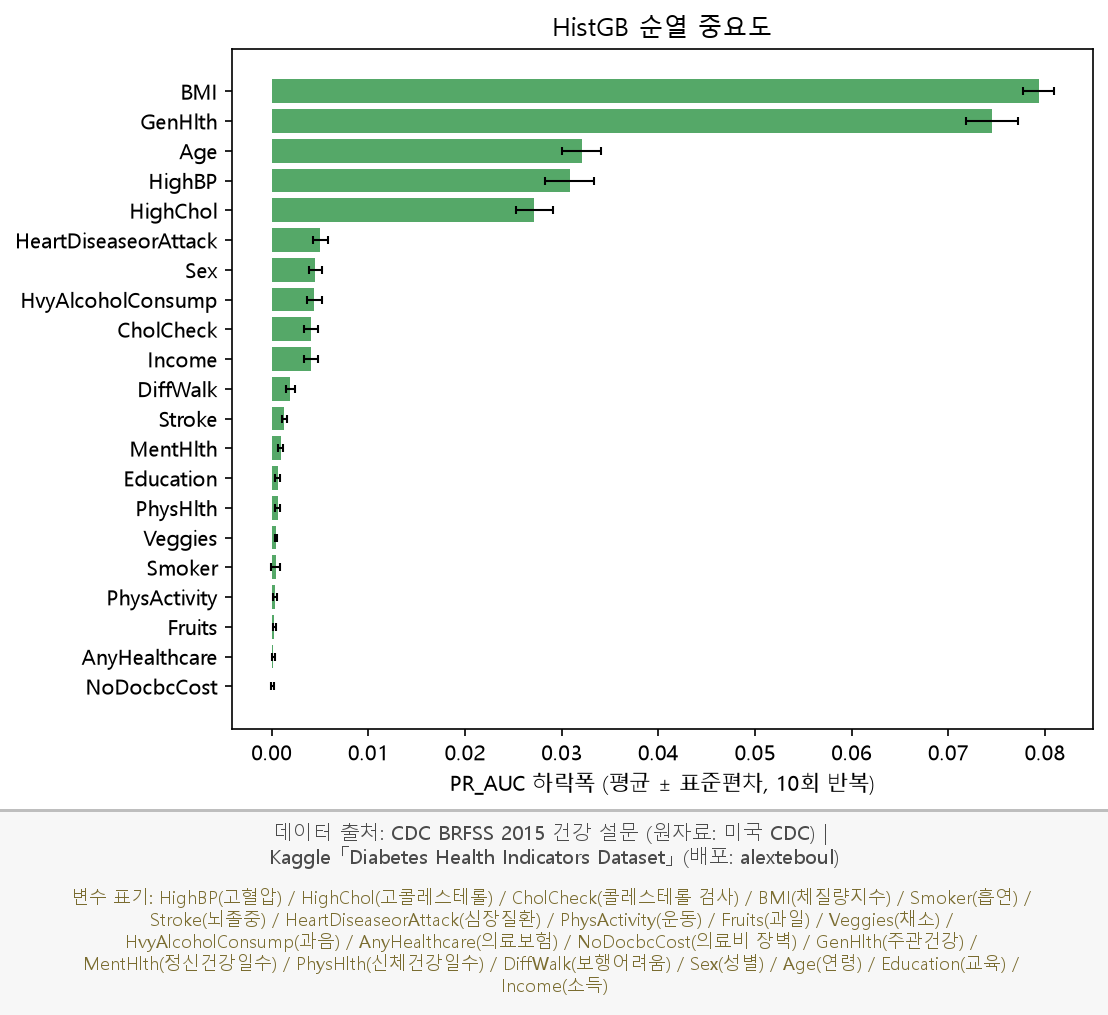 HistGB 순열 중요도
BMI
GenHlth
Age
HighBP
HighChol
HeartDiseaseorAttack
Sex
HvyAlcoholConsump
CholCheck
Income
DiffWalk
Stroke
MentHlth
Education
PhysHlth
Veggies
Smoker
PhysActivity
Fruits
AnyHealthcare
NoDocbcCost
0.00 0.01 0.02 0.03 0.04 0.05 0.06 0.07 0.08
PR_AUC 하락폭 (평균 ± 표준편차, 10회 반복)
데이터 출처: CDC BRFSS 2015 건강 설문 (원자료: 미국 CDC) |
Kaggle「Diabetes Health Indicators Dataset」(배포: alexteboul)
변수 표기: HighBP(고혈압) / HighChol(고콜레스테롤) / CholCheck(콜레스테롤 검사) / BMI(체질량지수) / Smoker(흡연) /
Stroke(뇌졸중) / HeartDiseaseorAttack(심장질환) / PhysActivity(운동) / Fruits(과일) / Veggies(채소) /
HvyAlcoholConsump(과음) / AnyHealthcare(의료보험) / NoDocbcCost(의료비 장벽) / GenHlth(주관건강) /
MentHlth(정신건강일수) / PhysHlth(신체건강일수) / DiffWalk(보행어려움) / Sex(성별) / Age(연령) / Education(교육) /
Income(소득)